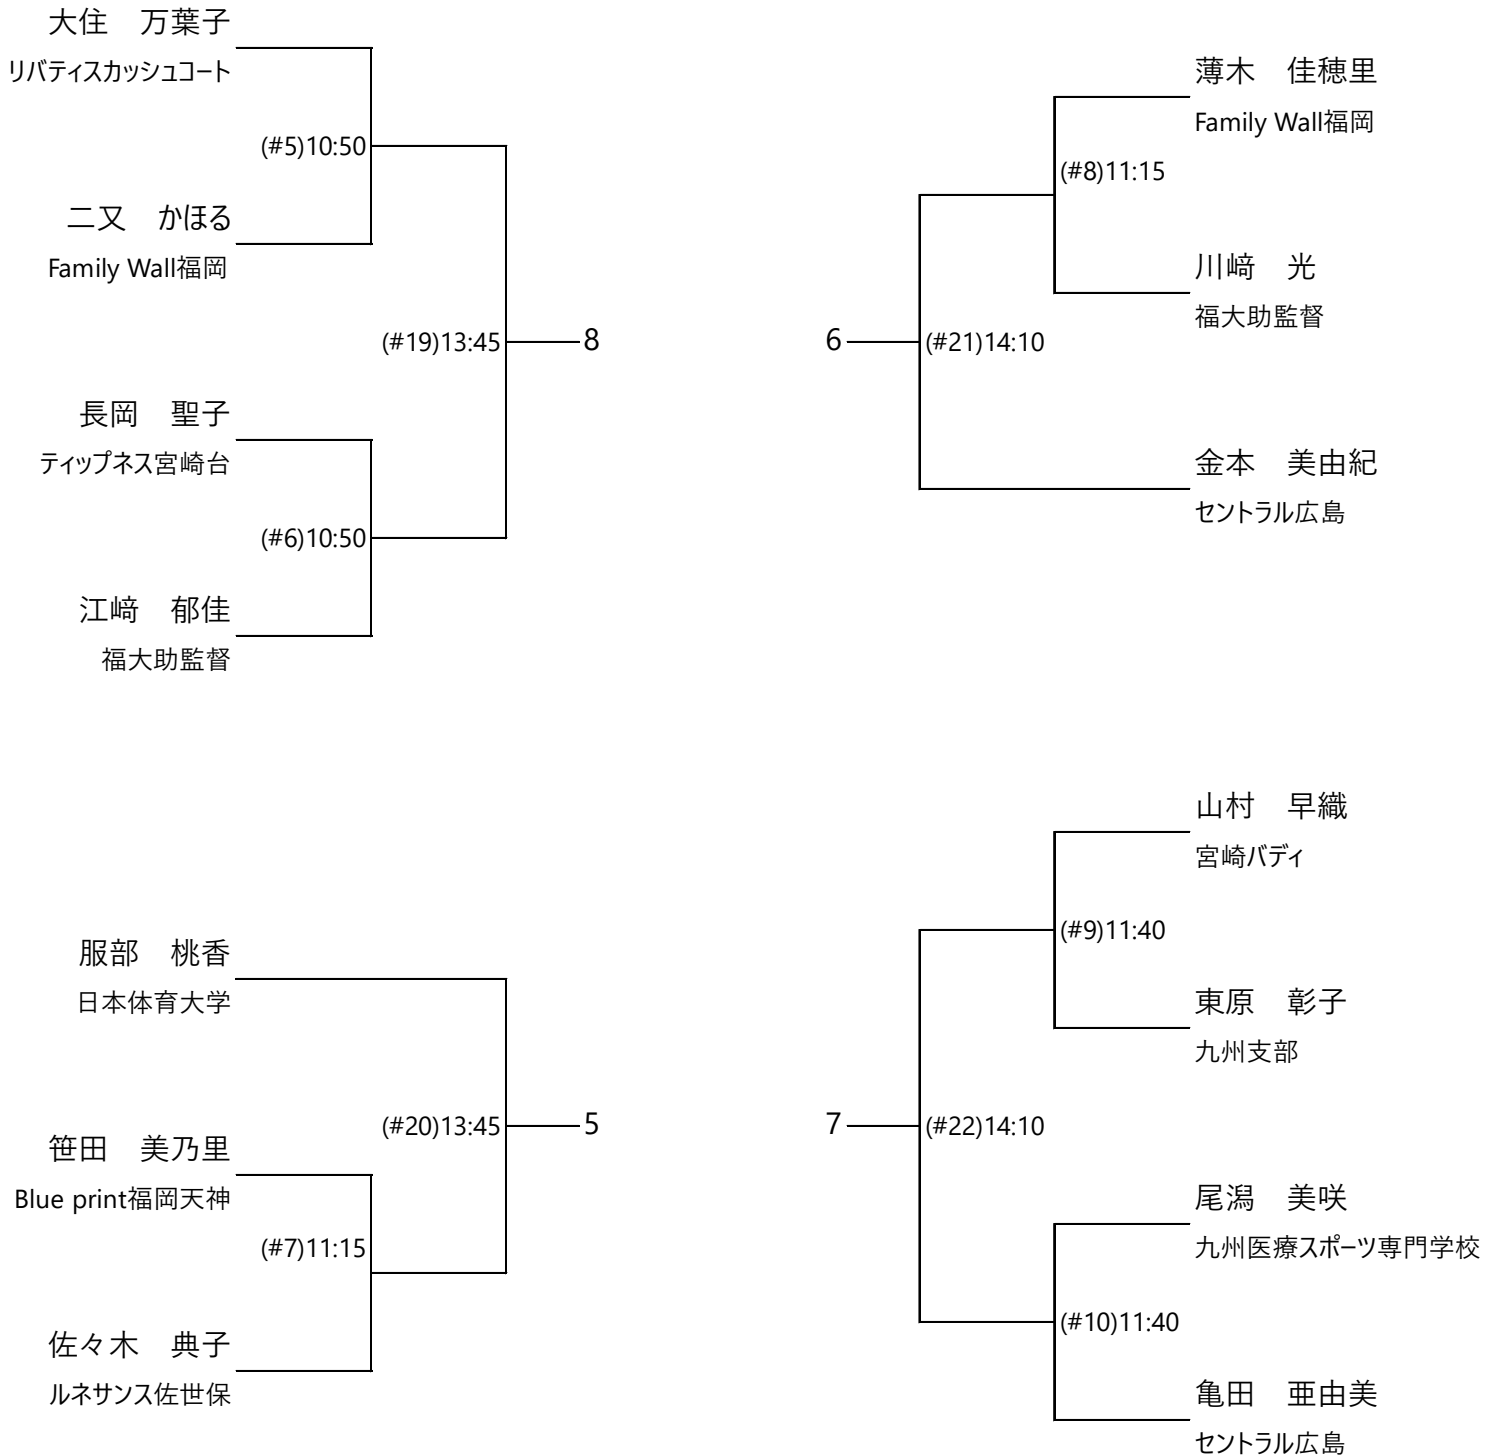 大住　万葉子
リバティスカッシュコート
(#5)10:50
二又　かほる
Family Wall福岡
(#19)13:45
8
長岡　聖子
ティップネス宮崎台
(#6)10:50
江﨑　郁佳
福大助監督
薄木　佳穂里
Family Wall福岡
(#8)11:15
川﨑　光
福大助監督
6
(#21)14:10
金本　美由紀
セントラル広島
服部　桃香
日本体育大学
(#20)13:45
5
笹田　美乃里
Blue print福岡天神
(#7)11:15
佐々木　典子
ルネサンス佐世保
山村　早織
宮崎バディ
(#9)11:40
東原　彰子
九州支部
7
(#22)14:10
尾潟　美咲
九州医療スポーツ専門学校
(#10)11:40
亀田　亜由美
セントラル広島